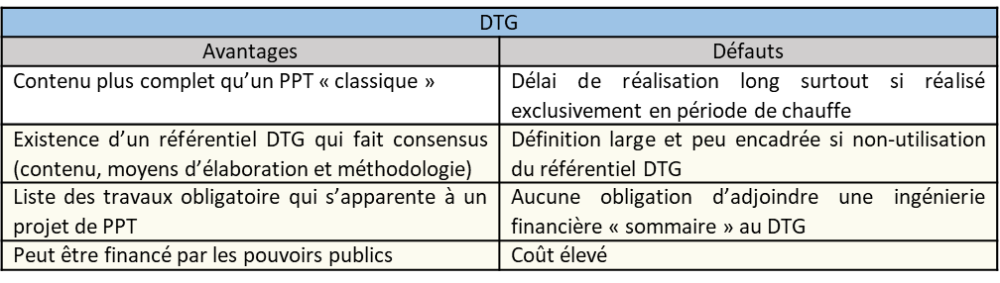 DTG
Avantages
Défauts
Contenu plus complet qu’un PPT « classique »
Délai de réalisation long surtout si réalisé
exclusivement en période de chauffe
Existence d’un référentiel DTG qui fait consensus
(contenu, moyens d’élaboration et méthodologie)
Définition large et peu encadrée si non-utilisation
du référentiel DTG
Liste des travaux obligatoire qui s’apparente à un
projet de PPT
Aucune obligation d’adjoindre une ingénierie
financière « sommaire » au DTG
Peut être financé par les pouvoirs publics
Coût élevé